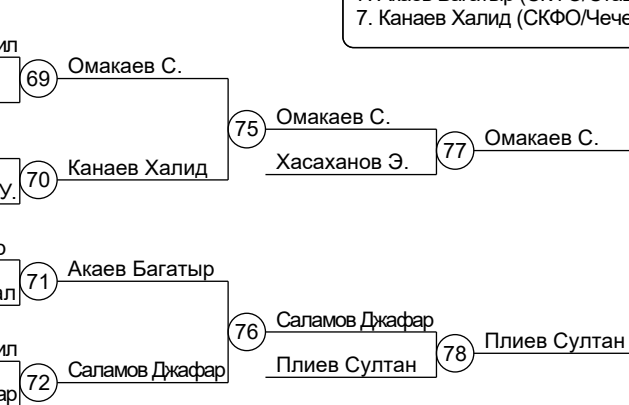 7. Канаев Халид (СКФО/Чече
69
Омакаев С.
75
Омакаев С.
Хасаханов Э.
77
Омакаев С.
70
Канаев Халид
У.
71
Акаев Багатыр
76
Саламов Джафар
Плиев Султан
78
Плиев Султан
72
Саламов Джафар